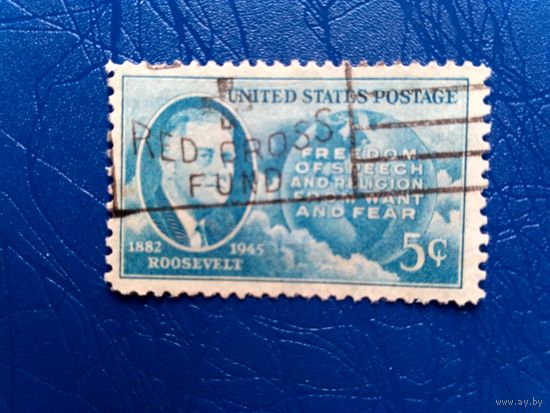 UNITED STATES POSTAGE
RED CROSS
FUND
FREEDOM
OF SPEECH
AND RELIGION
FROM WANT
AND FEAR
1882 1945
ROOSEVELT
5¢
www.ay.by